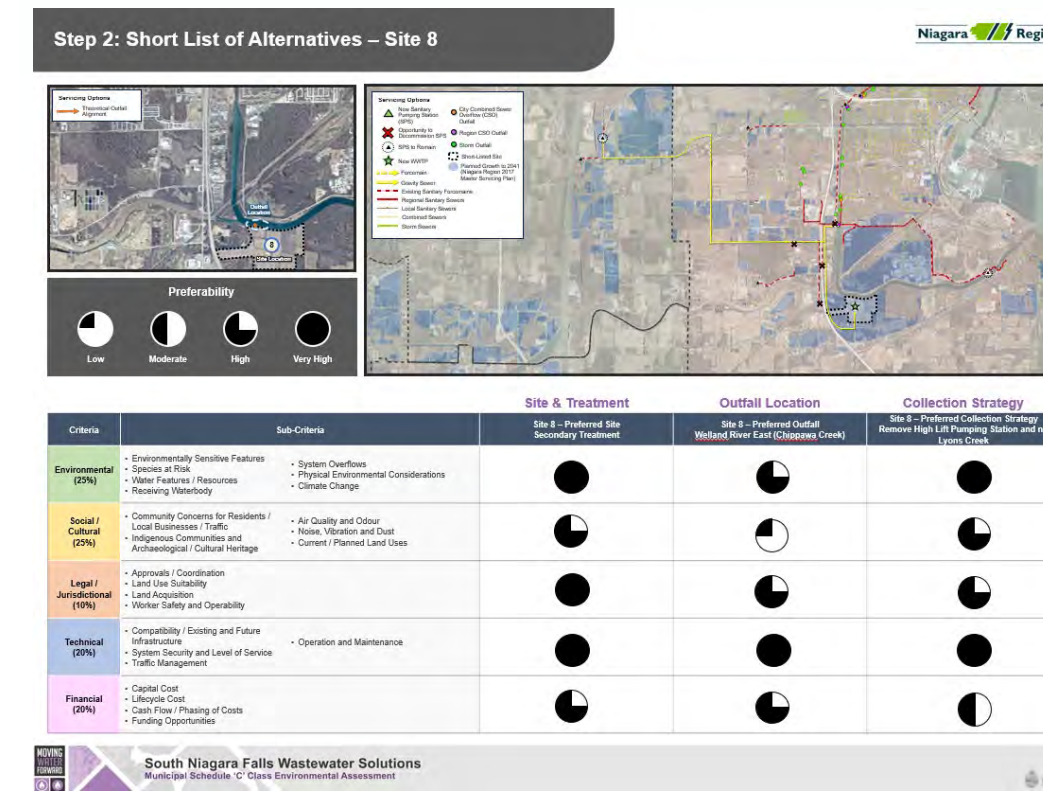 Step 2: Short List of Alternatives – Site 8
Niagara Regi
Servicing Options
Theoretical Outfall
Alignment
Outfall
Location
8
Site Location
Servicing Options
New Sanitary
Pumping Station
(SPS)
Opportunity to
Decommission SPS
SPS to Remain
New WWTP
Forcemain
Gravity Sewer
Existing Sanitary Forcemains
Regional Sanitary Sewers
Local Sanitary Sewers
Combined Sewers
Storm Sewers
City Combined Sewer
Overflow (CSO)
Outfall
Region CSO Outfall
Storm Outfall
Short-Listed Site
Planned Growth to 2041
(Niagara Region 2017
Master Servicing Plan)
Preferability
Low
Moderate
High
Very High
Site & Treatment
Outfall Location
Collection Strategy
Criteria
Sub-Criteria
Site 8 – Preferred Site
Secondary Treatment
Site 8 – Preferred Outfall
Welland River East (Chippawa Creek)
Site 8 – Preferred Collection Strategy
Remove High Lift Pumping Station and n
Lyons Creek
Environmental
(25%)
• Environmentally Sensitive Features
• Species at Risk
• Water Features / Resources
• Receiving Waterbody
• System Overflows
• Physical Environmental Considerations
• Climate Change
Social /
Cultural
(25%)
• Community Concerns for Residents /
Local Businesses / Traffic
• Indigenous Communities and
Archaeological / Cultural Heritage
• Air Quality and Odour
• Noise, Vibration and Dust
• Current / Planned Land Uses
Legal /
Jurisdictional
(10%)
• Approvals / Coordination
• Land Use Suitability
• Land Acquisition
• Worker Safety and Operability
Technical
(20%)
• Compatibility / Existing and Future
Infrastructure
• System Security and Level of Service
• Traffic Management
• Operation and Maintenance
Financial
(20%)
• Capital Cost
• Lifecycle Cost
• Cash Flow / Phasing of Costs
• Funding Opportunities
MOVING
WATER
FORWARD
South Niagara Falls Wastewater Solutions
Municipal Schedule 'C' Class Environmental Assessment